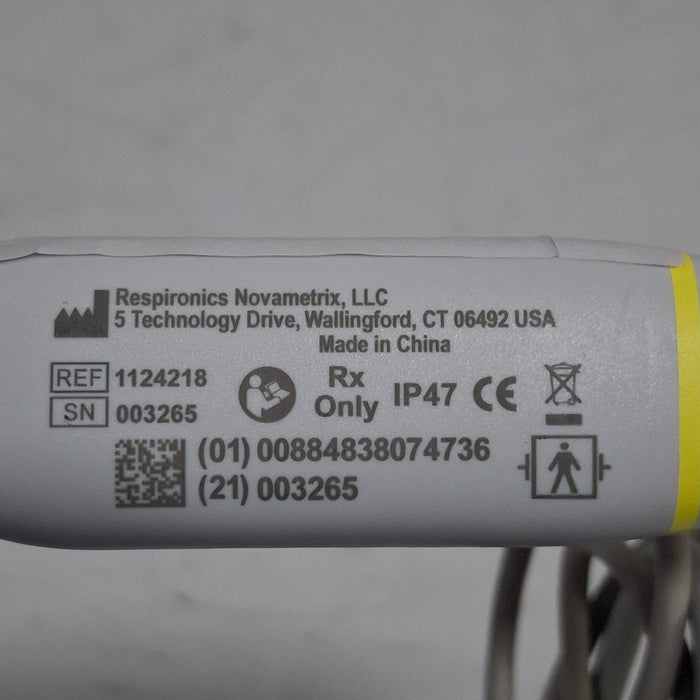 Respironics Novametrix, LLC
5 Technology Drive, Wallingford, CT 06492 USA
Made in China
REF 1124218
SN 003265
Rx
Only
IP47 CE
(01) 00884838074736
(21) 003265